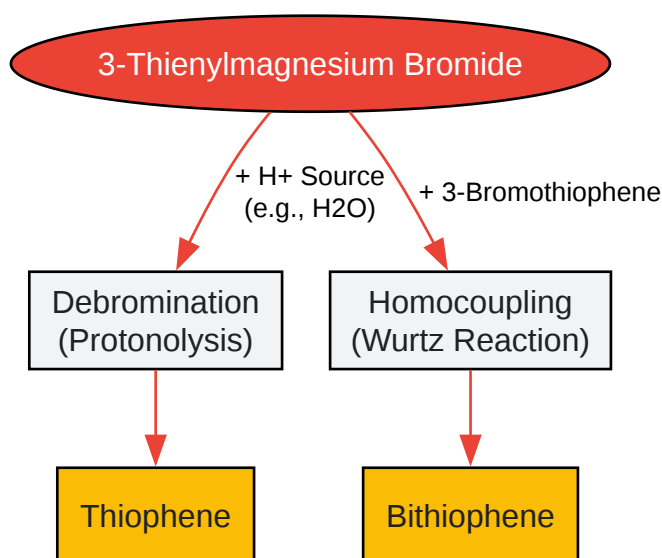 3-Thienylmagnesium Bromide
+ H+ Source
(e.g., H2O)
+ 3-Bromothiophene
Debromination
(Protonolysis)
Homocoupling
(Wurtz Reaction)
Thiophene
Bithiophene